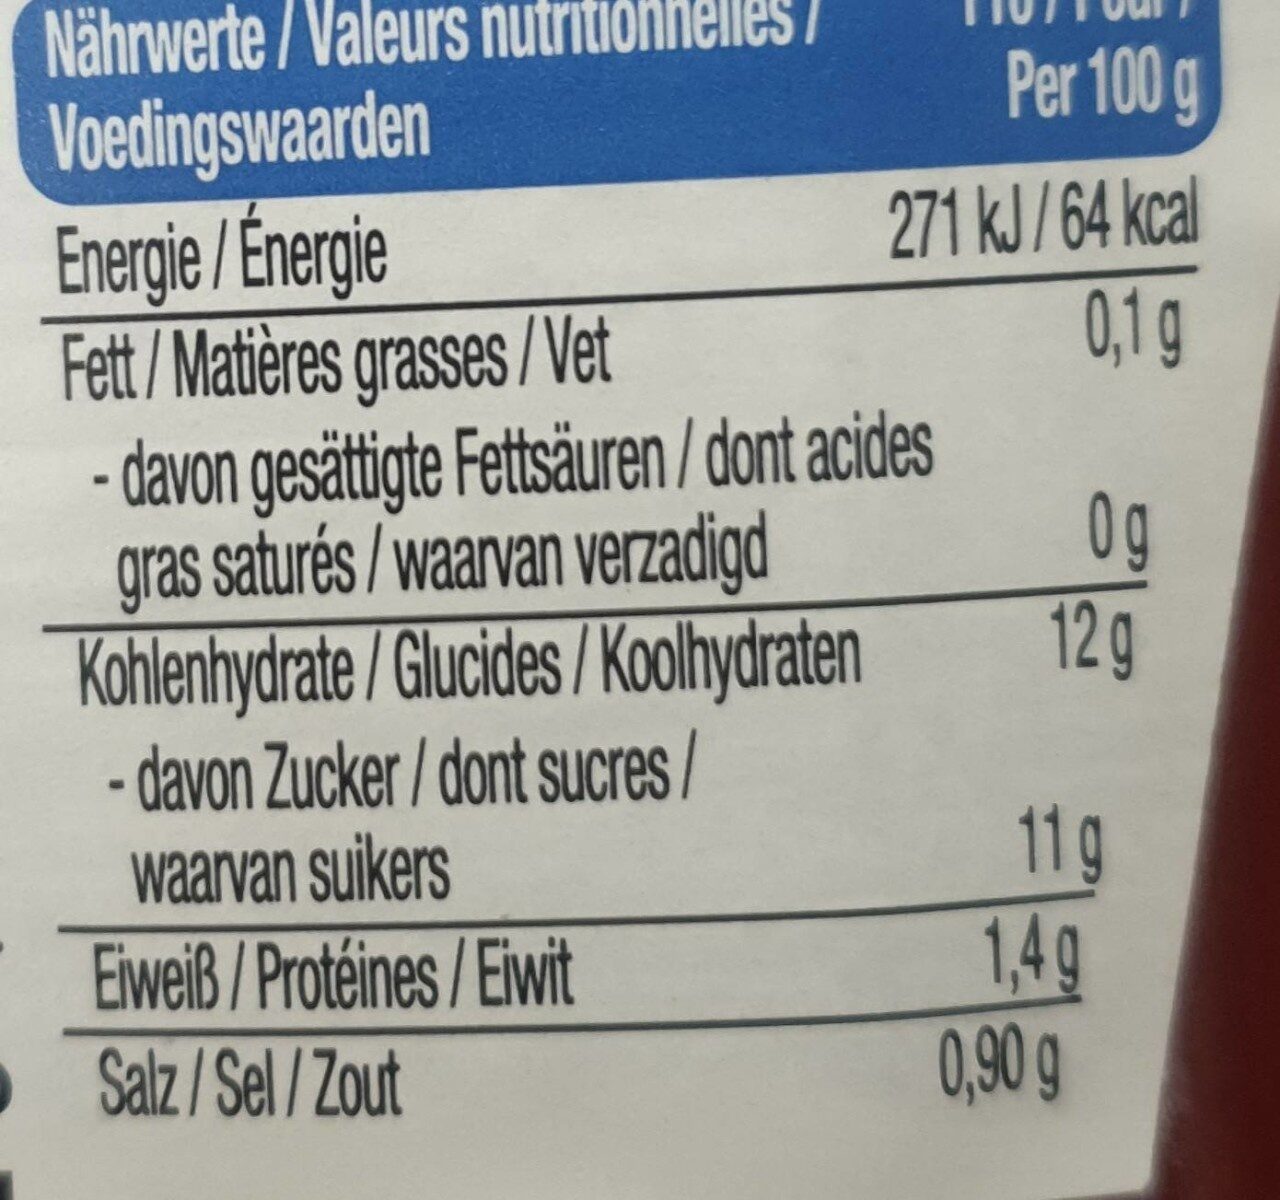 Nährwerte / Valeurs nutritionnelles / Pro / Pour /
Voedingswaarden Per 100 g
Energie / Énergie 271 kJ / 64 kcal
Fett / Matières grasses / Vet 0,1 g
- davon gesättigte Fettsäuren / dont acides
gras saturés / waarvan verzadigd 0 g
Kohlenhydrate / Glucides / Koolhydraten 12 g
- davon Zucker / dont sucres /
waarvan suikers 11 g
Eiweiß / Protéines / Eiwit 1,4 g
Salz / Sel / Zout 0,90 g